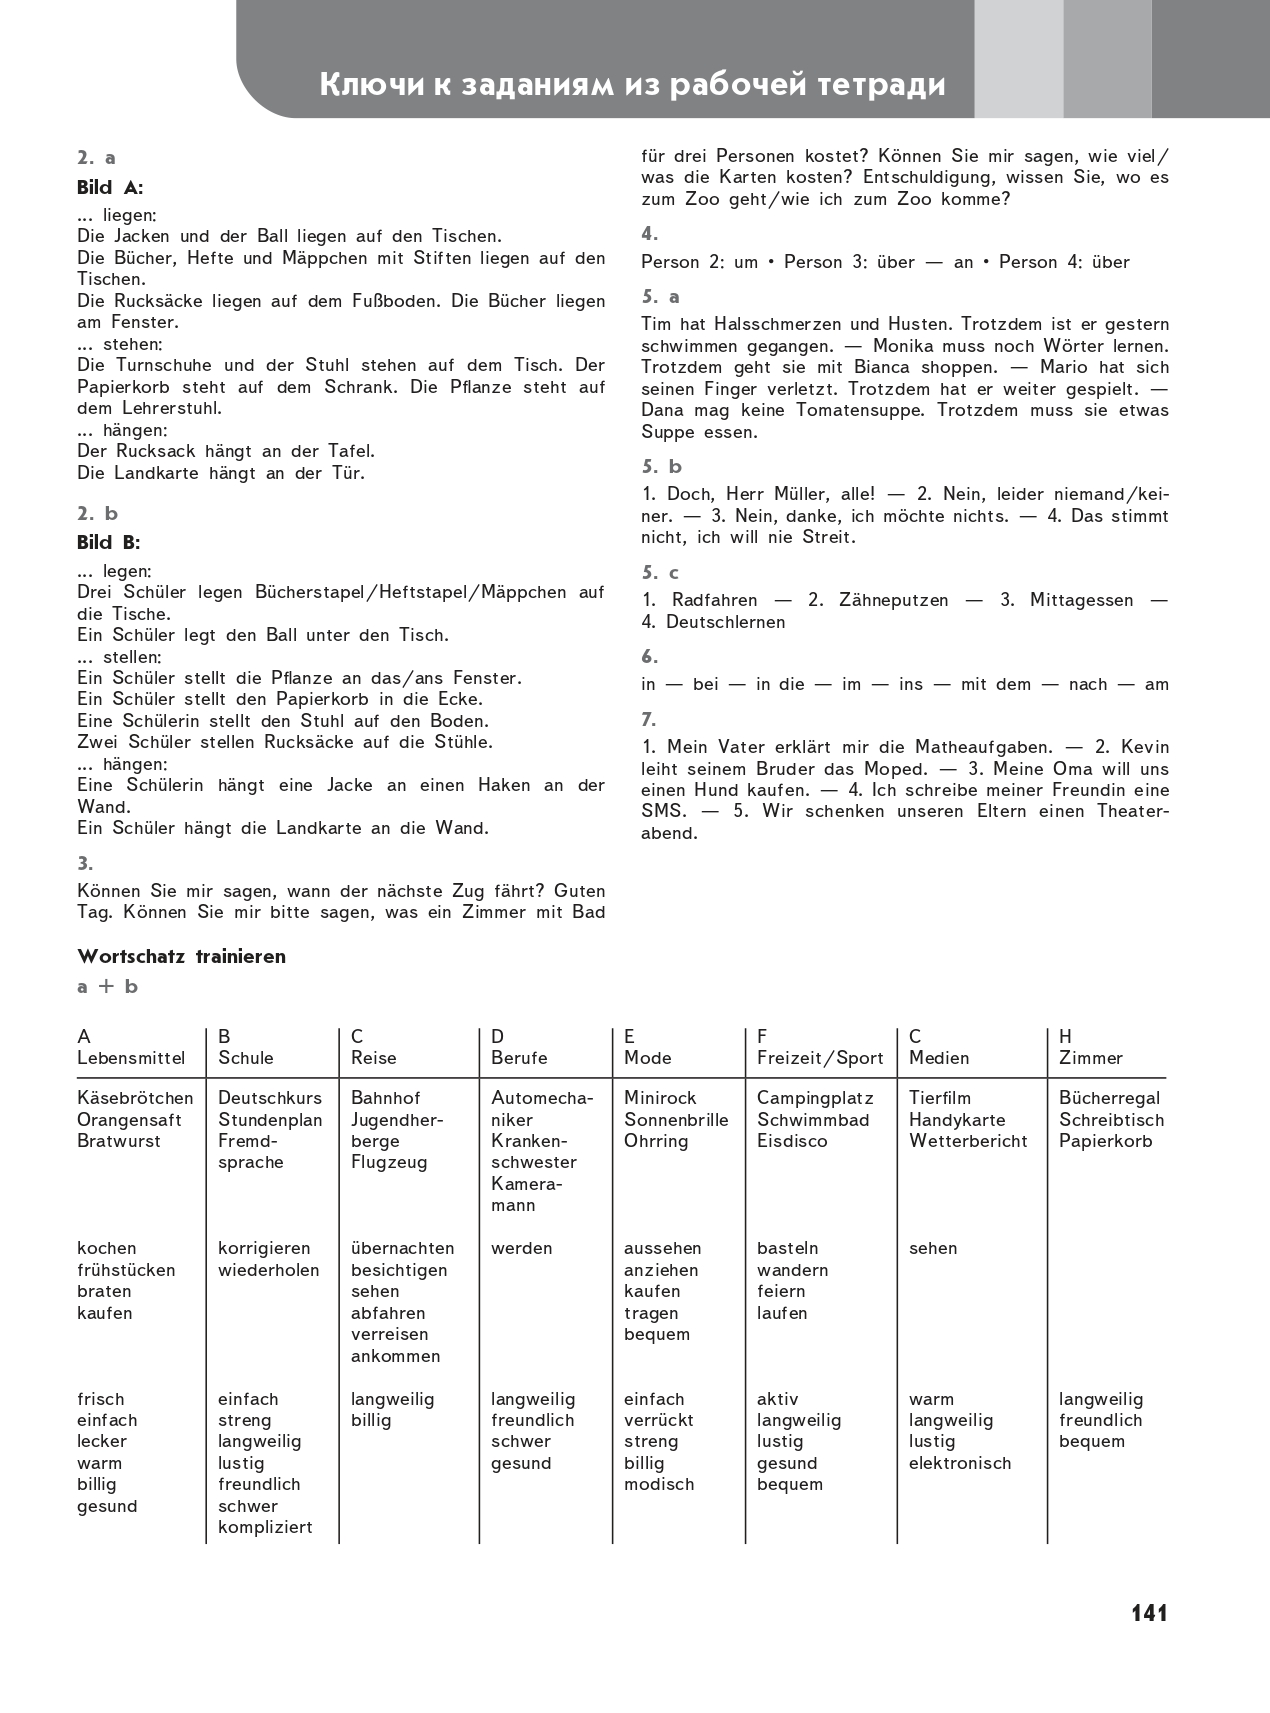 Ключи к заданиям из рабочей тетради
2. a
Bild A:
... liegen:
Die Jacken und der Ball liegen auf den Tischen.
Die Bücher, Hefte und Mäppchen mit Stiften liegen auf den
Tischen.
Die Rucksäcke liegen auf dem Fußboden. Die Bücher liegen
am Fenster.
... stehen:
Die Turnschuhe und der Stuhl stehen auf dem Tisch. Der
Papierkorb steht auf dem Schrank. Die Pflanze steht auf
dem Lehrerstuhl.
... hängen:
Der Rucksack hängt an der Tafel.
Die Landkarte hängt an der Tür.
2. b
Bild B:
... legen:
Drei Schüler legen Bücherstapel/Heftstapel/Mäppchen auf
die Tische.
Ein Schüler legt den Ball unter den Tisch.
... stellen:
Ein Schüler stellt die Pflanze an das/ans Fenster.
Ein Schüler stellt den Papierkorb in die Ecke.
Eine Schülerin stellt den Stuhl auf den Boden.
Zwei Schüler stellen Rucksäcke auf die Stühle.
... hängen:
Eine Schülerin hängt eine Jacke an einen Haken an der
Wand.
Ein Schüler hängt die Landkarte an die Wand.
3.
Können Sie mir sagen, wann der nächste Zug fährt? Guten
Tag. Können Sie mir bitte sagen, was ein Zimmer mit Bad
für drei Personen kostet? Können Sie mir sagen, wie viel/
was die Karten kosten? Entschuldigung, wissen Sie, wo es
zum Zoo geht/wie ich zum Zoo komme?
4.
Person 2: um • Person 3: über — an • Person 4: über
5. a
Tim hat Halsschmerzen und Husten. Trotzdem ist er gestern
schwimmen gegangen. — Monika muss noch Wörter lernen.
Trotzdem geht sie mit Bianca shoppen. — Mario hat sich
seinen Finger verletzt. Trotzdem hat er weiter gespielt. —
Dana mag keine Tomatensuppe. Trotzdem muss sie etwas
Suppe essen.
5. b
1. Doch, Herr Müller, alle! — 2. Nein, leider niemand/kei-
ner. — 3. Nein, danke, ich möchte nichts. — 4. Das stimmt
nicht, ich will nie Streit.
5. c
1. Radfahren — 2. Zähneputzen — 3. Mittagessen —
4. Deutschlernen
6.
in — bei — in die — im — ins — mit dem — nach — am
7.
1. Mein Vater erklärt mir die Matheaufgaben. — 2. Kevin
leiht seinem Bruder das Moped. — 3. Meine Oma will uns
einen Hund kaufen. — 4. Ich schreibe meiner Freundin eine
SMS. — 5. Wir schenken unseren Eltern einen Theater-
abend.
Wortschatz trainieren
a + b
A B C D E F C H
Lebensmittel Schule Reise Berufe Mode Freizeit/Sport Medien Zimmer
Käsebrötchen Deutschkurs Bahnhof Automecha- Minirock Campingplatz Tierfilm Bücherregal
Orangensaft Stundenplan Jugendher- niker Sonnenbrille Schwimmbad Handykarte Schreibtisch
Bratwurst Fremd- berge Kranken- Ohrring Eisdisco Wetterbericht Papierkorb
sprache Flugzeug schwester
Kamera-
mann
kochen korrigieren übernachten werden aussehen basteln sehen
frühstücken wiederholen besichtigen anziehen wandern
braten sehen kaufen feiern
kaufen abfahren tragen laufen
verreisen bequem
ankommen
frisch einfach langweilig langweilig einfach aktiv warm langweilig
einfach streng billig freundlich verrückt langweilig langweilig freundlich
lecker langweilig schwer streng lustig lustig bequem
warm lustig gesund billig gesund elektronisch
billig freundlich modisch bequem
gesund schwer
kompliziert
141